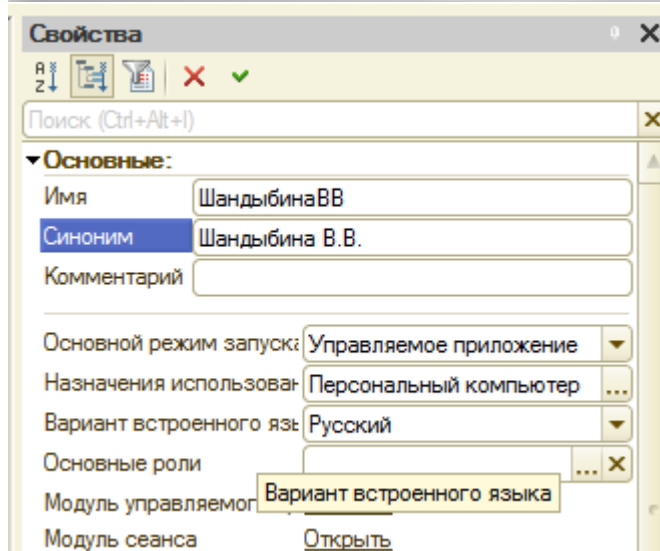 Свойства
Поиск (Ctrl+Alt+I)
Основные:
Имя ШандыбинаВВ
Синоним Шандыбина В.В.
Комментарий
Основной режим запуска Управляемое приложение
Назначения использован Персональный компьютер ...
Вариант встроенного язы Русский
Основные роли ...
Вариант встроенного языка
Модуль управляемог
Модуль сеанса Открыть